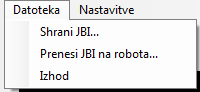 Datoteka Nastavitve
Shrani JBI...
Prenesi JBI na robota...
Izhod